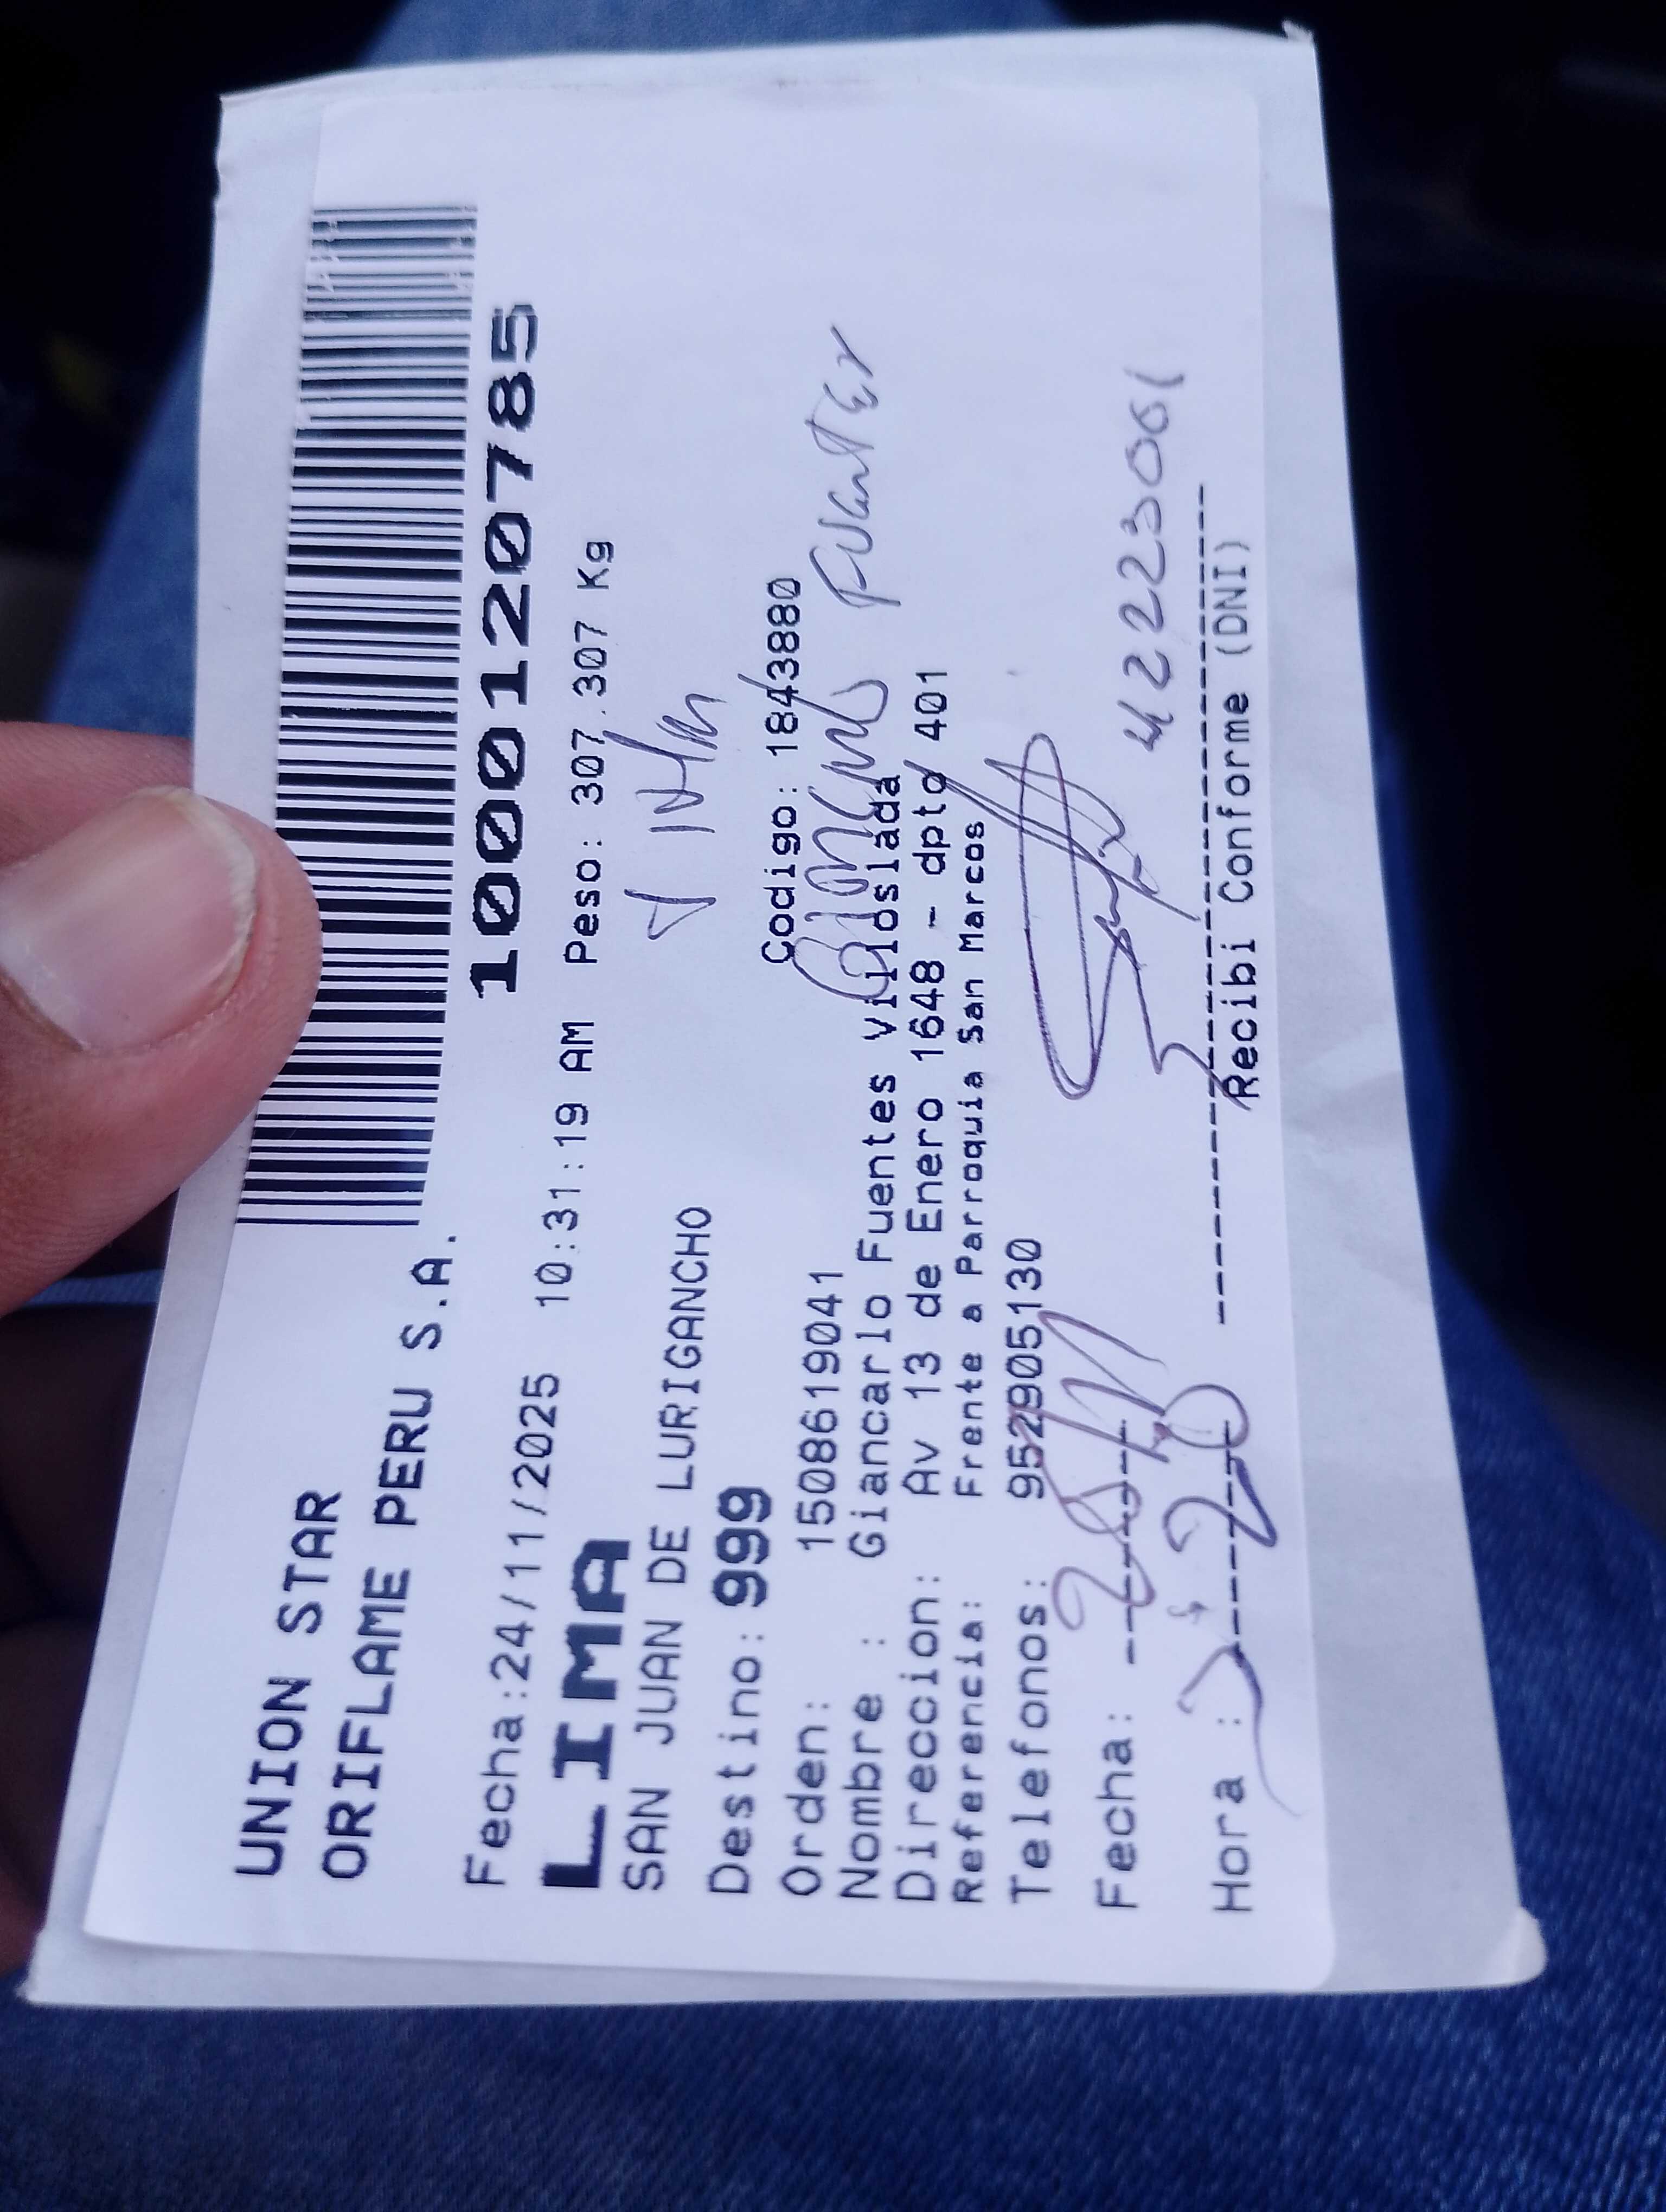 UNION STAR
ORIFLAME PERU S.A.
1000120785
Fecha:24/11/2025 10:31:19 AM Peso: 307.307 Kg
LIMA
SAN JUAN DE LURIGANCHO
Destino: 999
Codigo: 1843880
Orden: 1508619041
Nombre : Giancarlo Fuentes Villoslada
Direccion: Av 13 de Enero 1648 - dpto 401
Referencia: Frente a Parroquia San Marcos
Telefonos: 952905130
Fecha:
42223061
Hora :
Recibi Conforme (DNI)